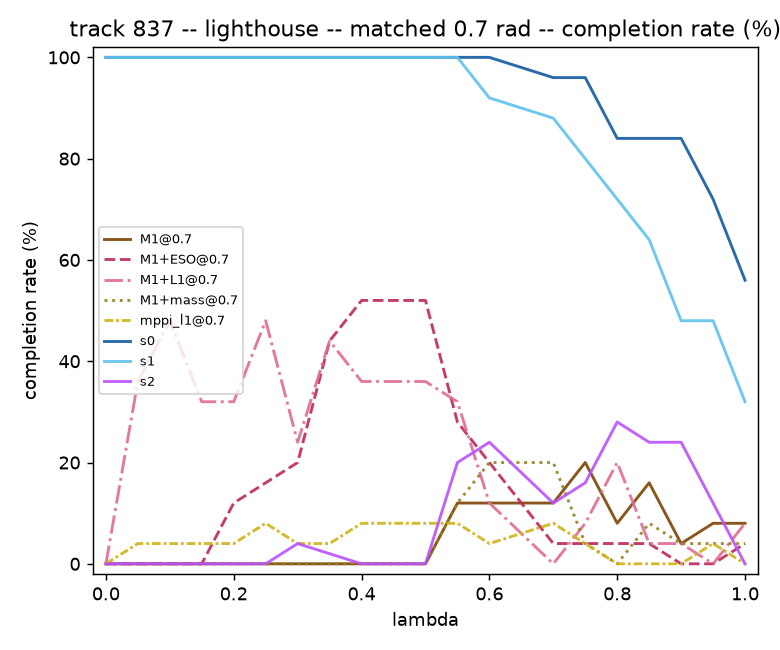 track 837 -- lighthouse -- matched 0.7 rad -- completion rate (%)
completion rate (%)
100
80
60
40
20
0
M1@0.7
M1+ESO@0.7
M1+L1@0.7
M1+mass@0.7
mppi_l1@0.7
s0
s1
s2
0.0 0.2 0.4 0.6 0.8 1.0
lambda